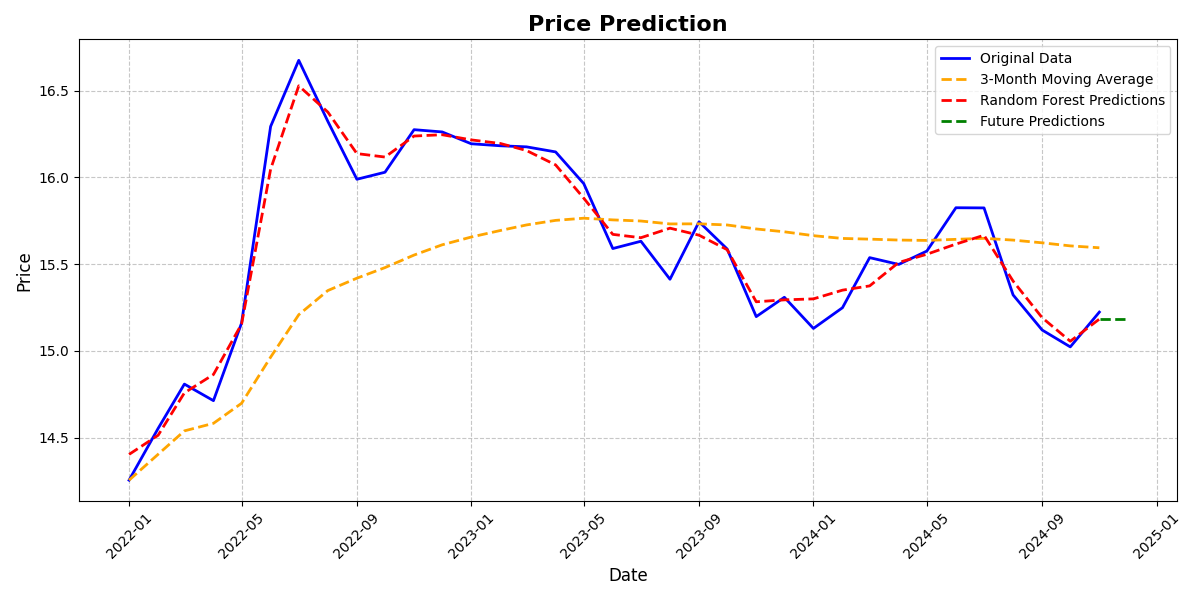 Price Prediction
Original Data
3-Month Moving Average
Random Forest Predictions
Future Predictions
Price
16.5
16.0
15.5
15.0
14.5
2022-01
2022-05
2022-09
2023-01
2023-05
2023-09
2024-01
2024-05
2024-09
2025-01
Date